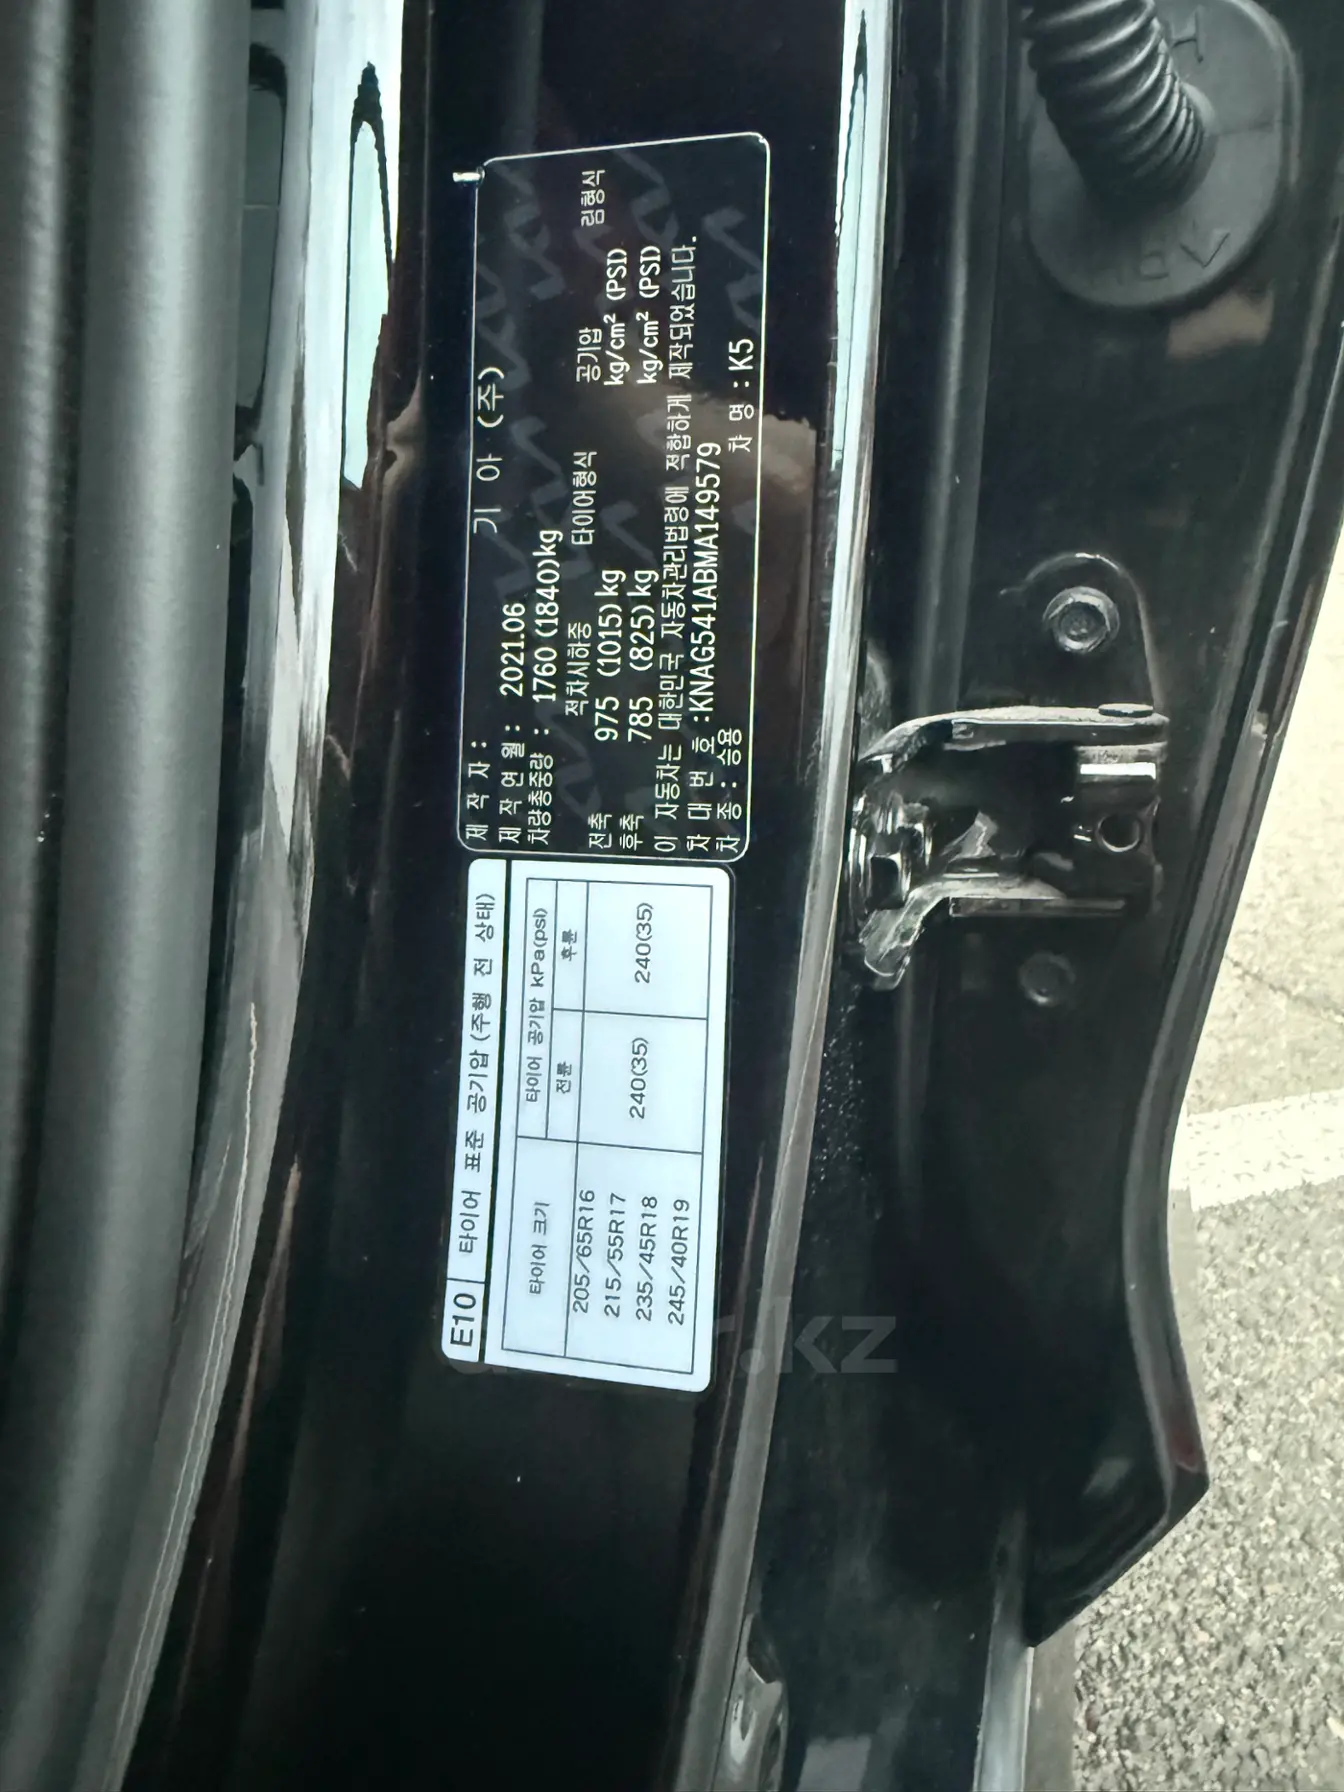 제 작 자 : 기 아 (주)
제 작 연 월 : 2021.06
차량총중량 : 1760 (1840)kg
적차시하중 타이어형식 공기압 림형식
전축 975 (1015)kg kg/cm² (PSI)
후축 785 (825)kg kg/cm² (PSI)
이 자동차는 대한민국 자동차관리법령에 적합하게 제작되었습니다.
차 대 번 호 :KNAG541ABMA149579
차 종 : 승용 차 명 : K5
E10 타이어 표준 공기압 (주행 전 상태)
타이어 크기 타이어 공기압 kPa(psi)
전륜 후륜
205/65R16
215/55R17
235/45R18
245/40R19
240(35) 240(35)
.KZ